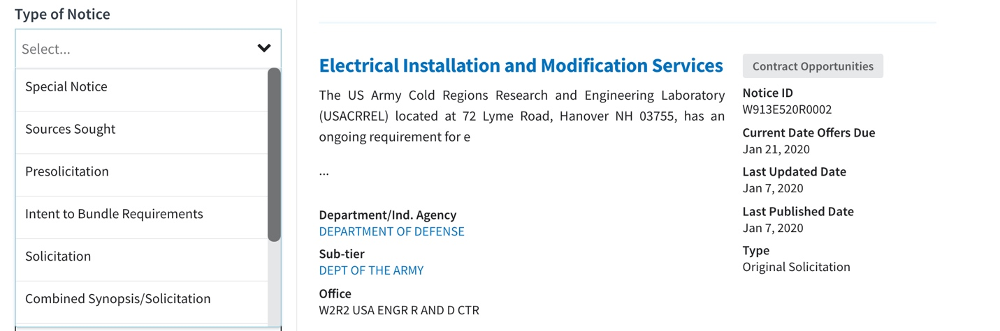 Type of Notice
Select...
Special Notice
Sources Sought
Presolicitation
Intent to Bundle Requirements
Solicitation
Combined Synopsis/Solicitation
Electrical Installation and Modification Services
The US Army Cold Regions Research and Engineering Laboratory
(USACRREL) located at 72 Lyme Road, Hanover NH 03755, has an
ongoing requirement for e
...
Department/Ind. Agency
DEPARTMENT OF DEFENSE
Sub-tier
DEPT OF THE ARMY
Office
W2R2 USA ENGR R AND D CTR
Contract Opportunities
Notice ID
W913E520R0002
Current Date Offers Due
Jan 21, 2020
Last Updated Date
Jan 7, 2020
Last Published Date
Jan 7, 2020
Type
Original Solicitation